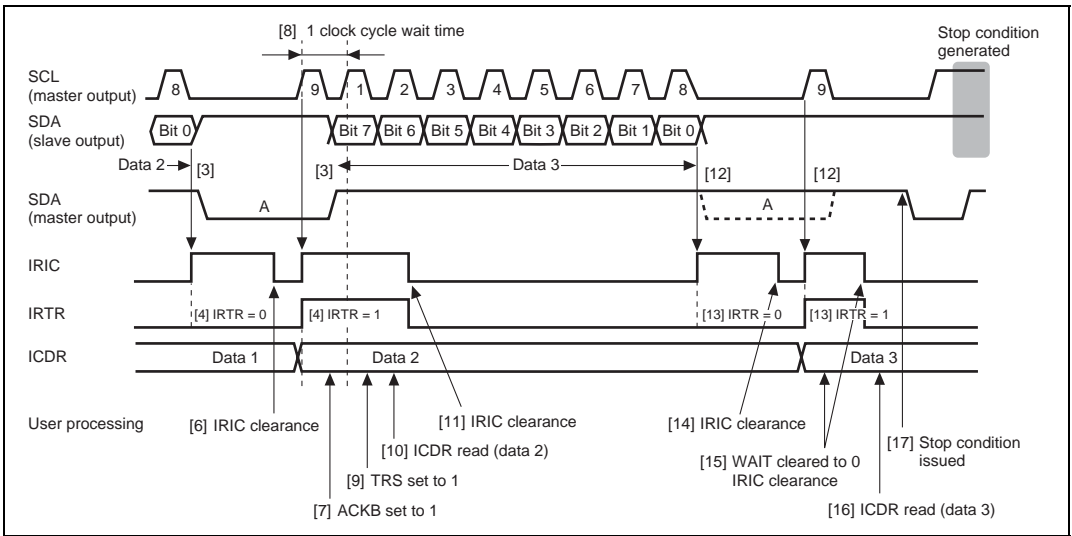 [8] 1 clock cycle wait time
Stop condition
generated
SCL
(master output)
8 9 1 2 3 4 5 6 7 8 9
SDA
(slave output)
Bit 0 Bit 7 Bit 6 Bit 5 Bit 4 Bit 3 Bit 2 Bit 1 Bit 0
Data 2 [3] [3] Data 3 [12] [12]
SDA
(master output)
A A
IRIC
IRTR
[4] IRTR = 0 [4] IRTR = 1 [13] IRTR = 0 [13] IRTR = 1
ICDR
Data 1 Data 2 Data 3
User processing
[6] IRIC clearance
[11] IRIC clearance
[14] IRIC clearance
[17] Stop condition
issued
[10] ICDR read (data 2)
[15] WAIT cleared to 0
IRIC clearance
[9] TRS set to 1
[7] ACKB set to 1
[16] ICDR read (data 3)